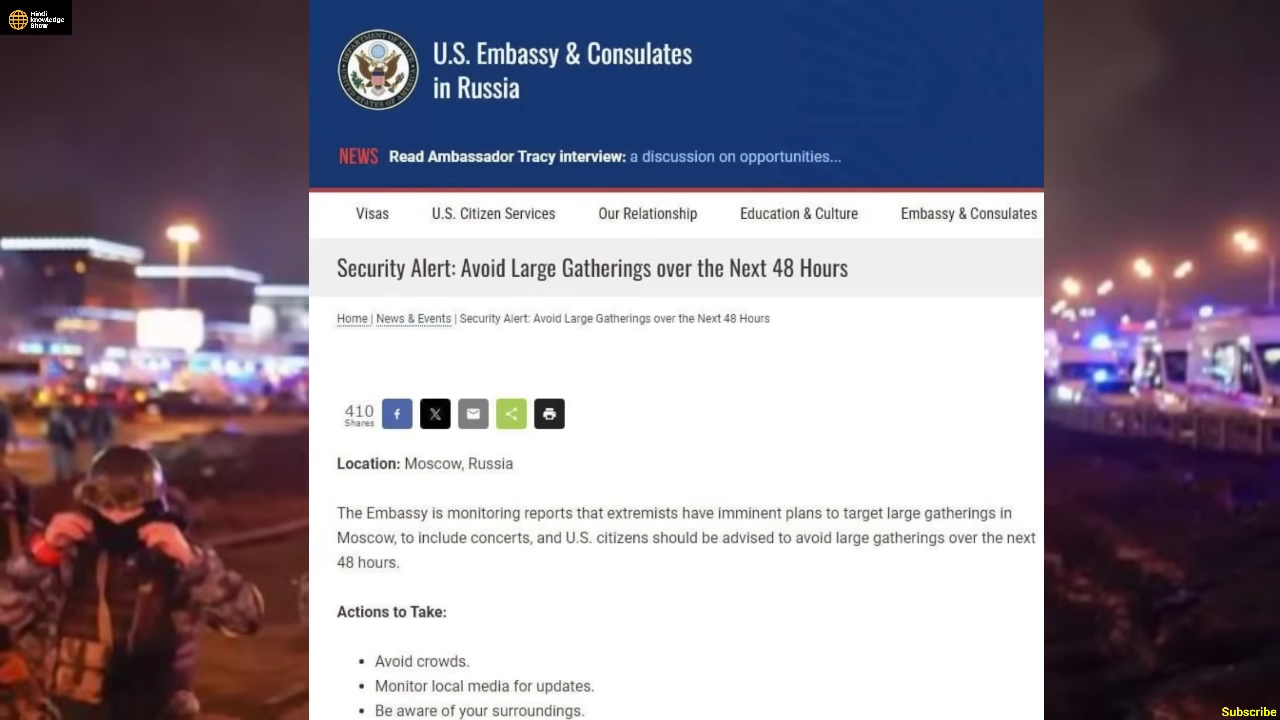 Hindi
knowledge
Show
U.S. Embassy & Consulates
in Russia
NEWS Read Ambassador Tracy interview: a discussion on opportunities...
Visas U.S. Citizen Services Our Relationship Education & Culture Embassy & Consulates
Security Alert: Avoid Large Gatherings over the Next 48 Hours
Home | News & Events | Security Alert: Avoid Large Gatherings over the Next 48 Hours
410
Shares
Location: Moscow, Russia
The Embassy is monitoring reports that extremists have imminent plans to target large gatherings in
Moscow, to include concerts, and U.S. citizens should be advised to avoid large gatherings over the next
48 hours.
Actions to Take:
• Avoid crowds.
• Monitor local media for updates.
• Be aware of your surroundings.
Subscribe